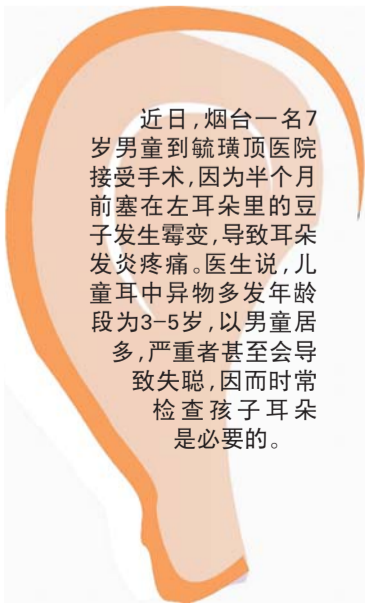 近日,烟台一名7
岁男童到毓璜顶医院
接受手术,因为半个月
前塞在左耳朵里的豆
子发生霉变,导致耳朵
发炎疼痛。医生说,儿
童耳中异物多发年龄
段为3-5岁,以男童居
多,严重者甚至会导
致失聪,因而时常
检查孩子耳朵
是必要的。